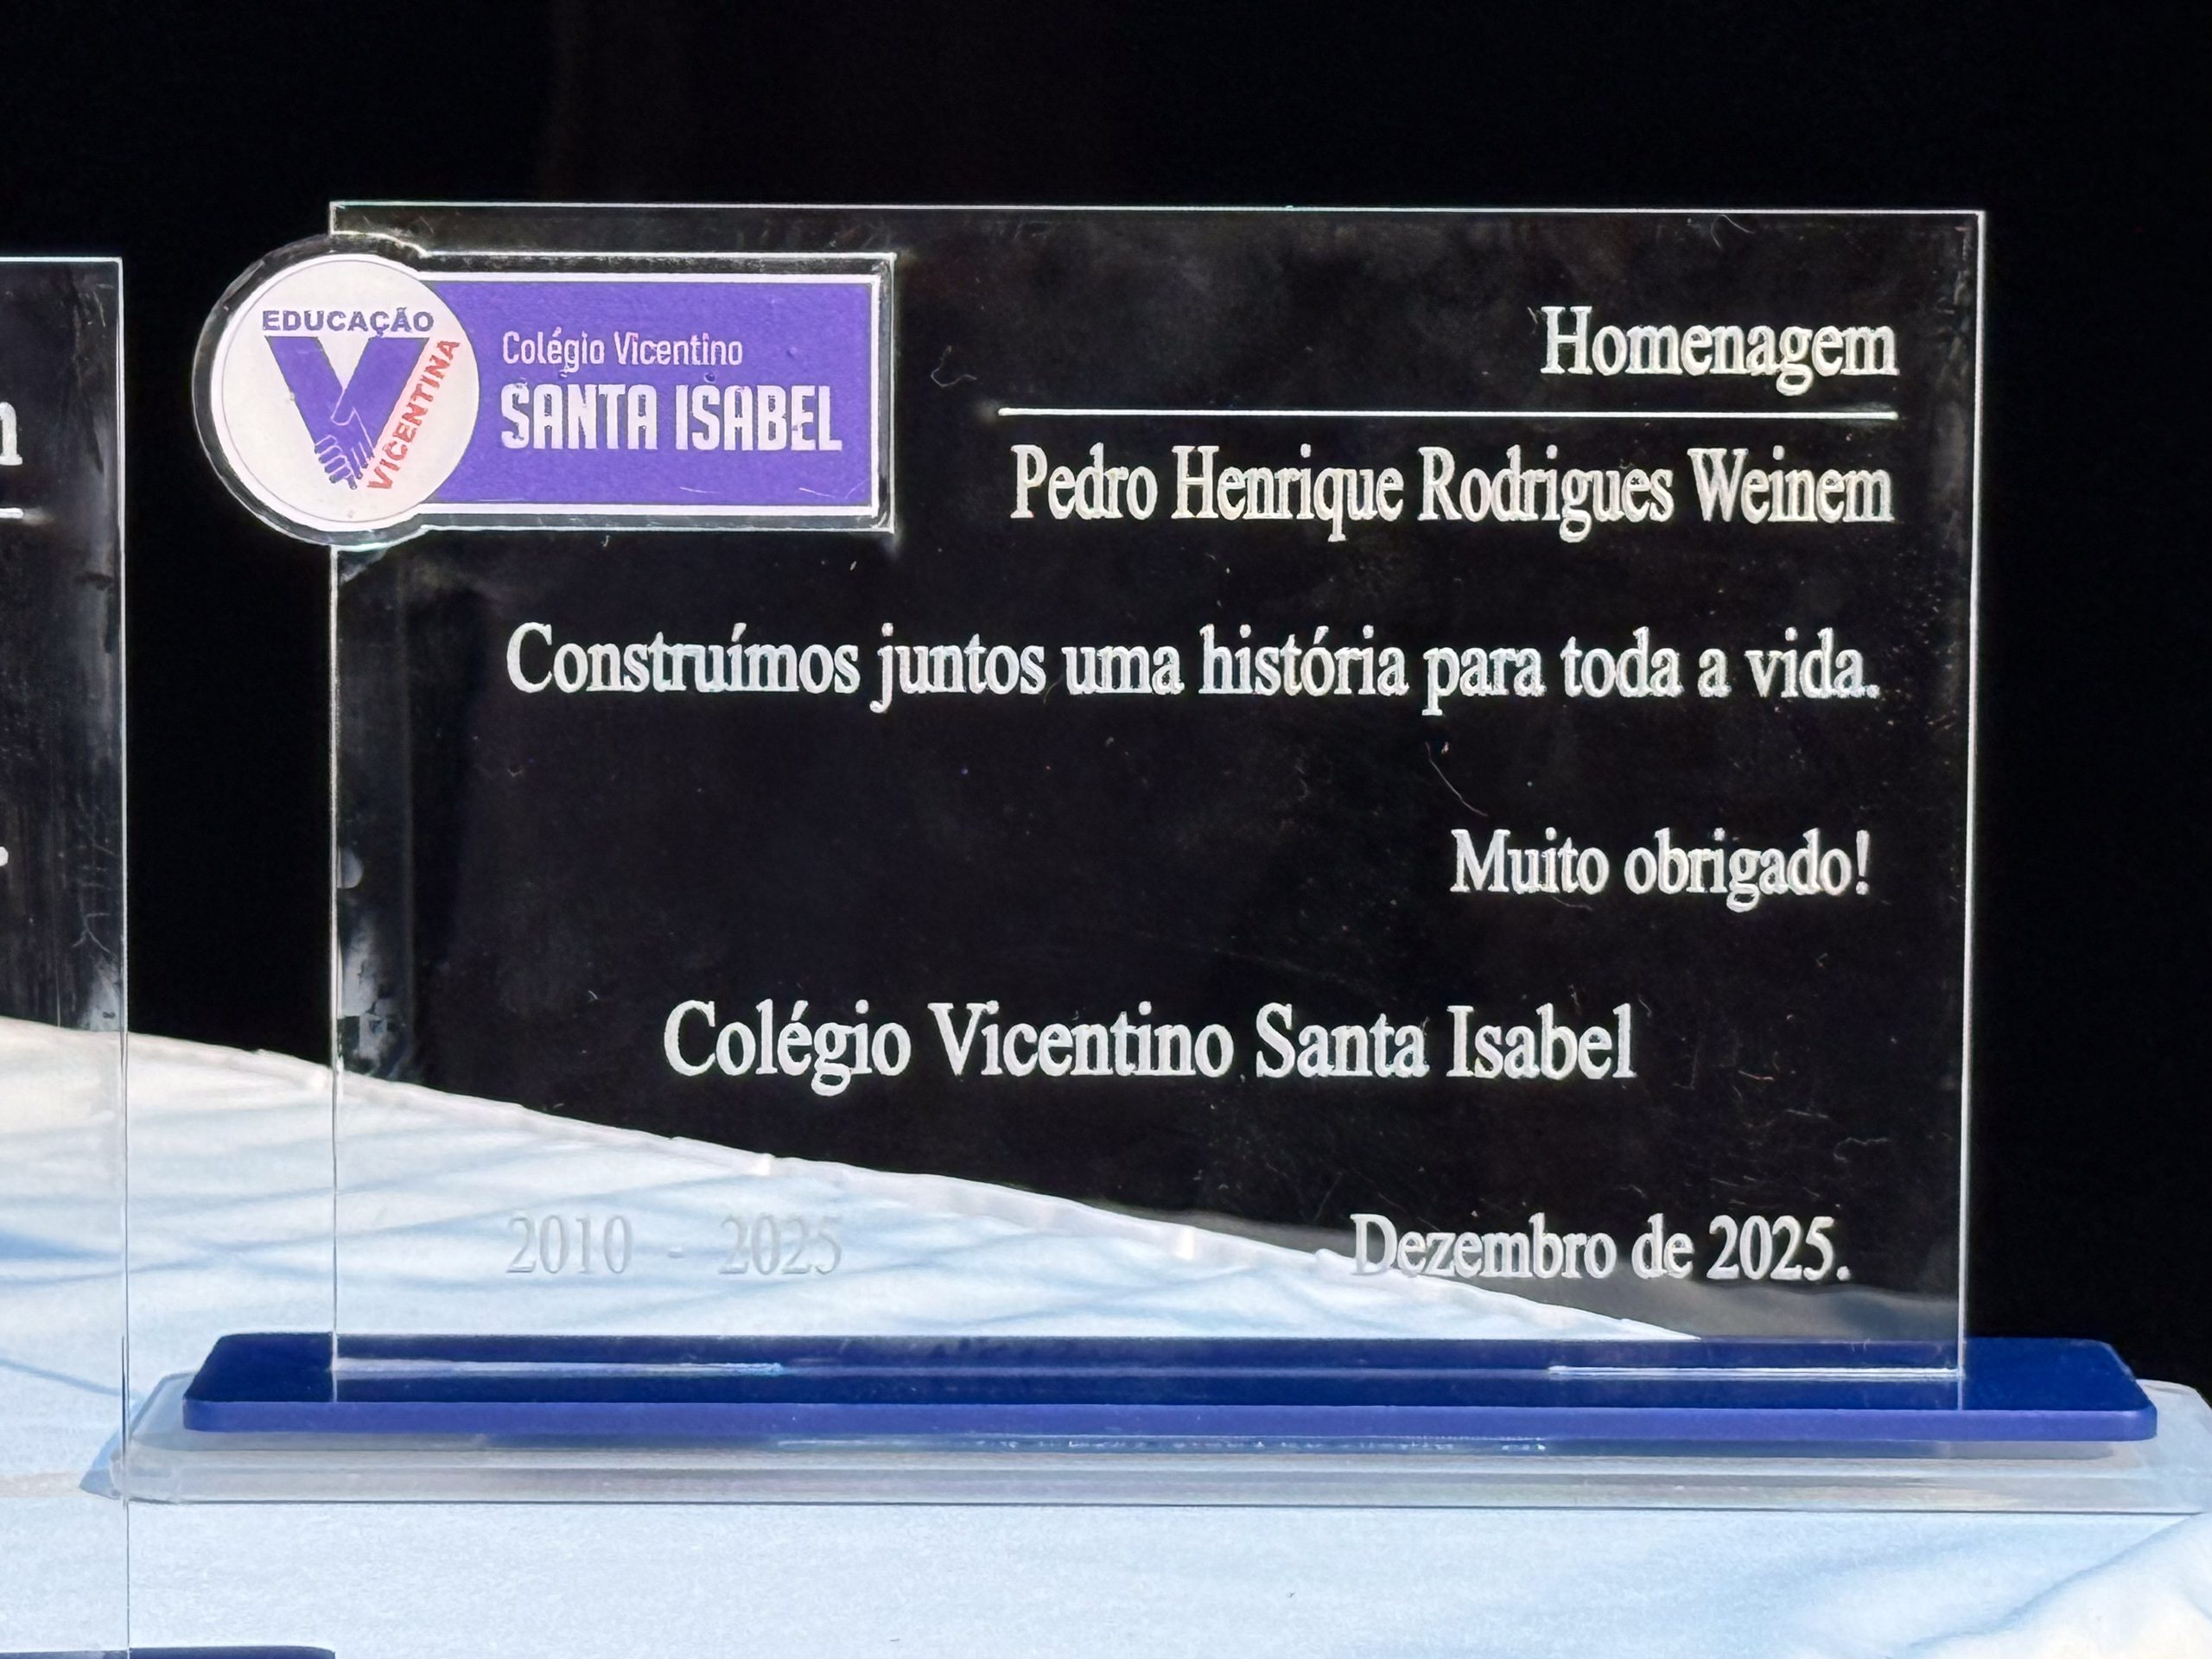 EDUCAÇÃO
VICENTINA
Colégio Vicentino
SANTA ISABEL
Homenagem
Pedro Henrique Rodrigues Weinem
Construímos juntos uma história para toda a vida.
Muito obrigado!
Colégio Vicentino Santa Isabel
2010 - 2025
Dezembro de 2025.